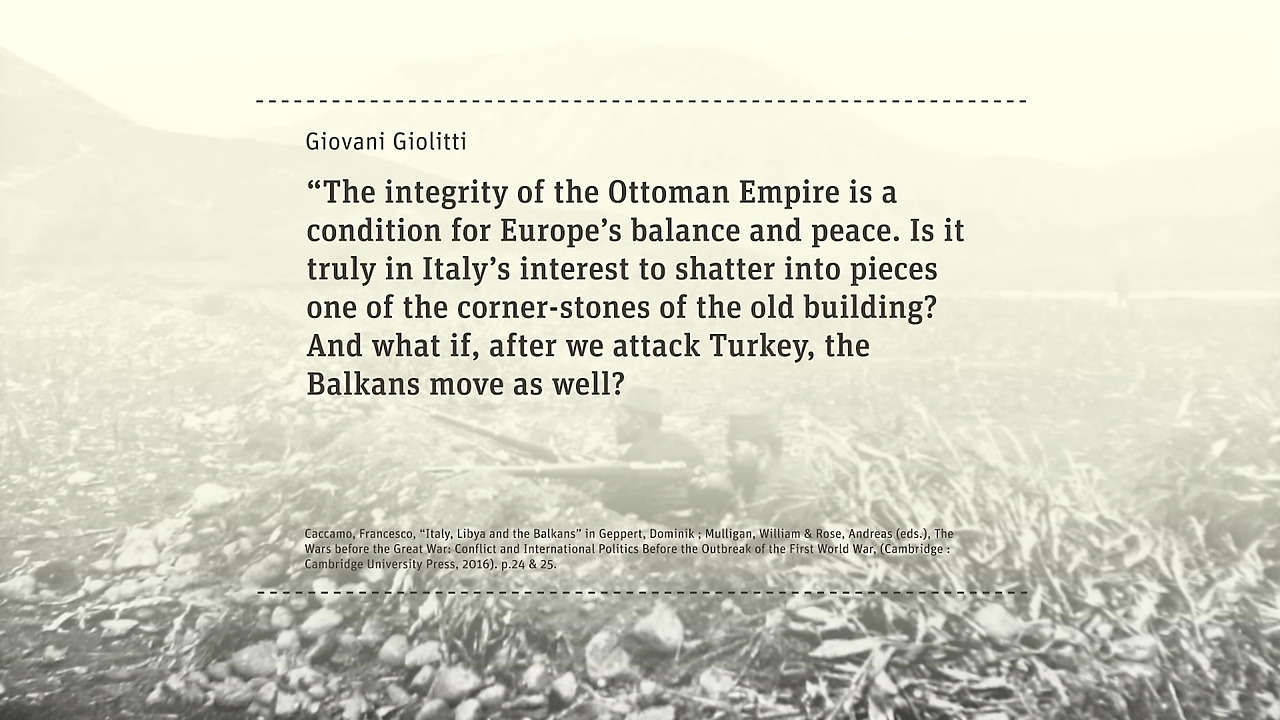 Giovani Giolitti
“The integrity of the Ottoman Empire is a
condition for Europe’s balance and peace. Is it
truly in Italy’s interest to shatter into pieces
one of the corner-stones of the old building?
And what if, after we attack Turkey, the
Balkans move as well?
Caccamo, Francesco, “Italy, Libya and the Balkans” in Geppert, Dominik ; Mulligan, William & Rose, Andreas (eds.), The
Wars before the Great War: Conflict and International Politics Before the Outbreak of the First World War, (Cambridge :
Cambridge University Press, 2016). p.24 & 25.